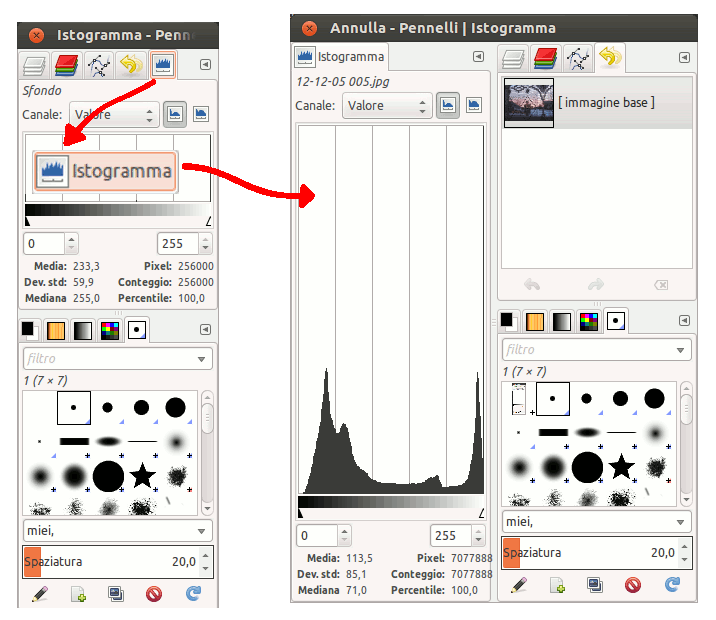 Istogramma - Penn
Sfondo
Canale: Valore
Istogramma
0 255
Media: 233,3 Pixel: 256000
Dev. std: 59,9 Conteggio: 256000
Mediana 255,0 Percentile: 100,0
filtro
1 (7 × 7)
miei,
Spaziatura 20,0
Annulla - Pennelli | Istogramma
Istogramma
12-12-05 005.jpg
Canale: Valore
0 255
Media: 113,5 Pixel: 7077888
Dev. std: 85,1 Conteggio: 7077888
Mediana 71,0 Percentile: 100,0
[ immagine base ]
filtro
1 (7 × 7)
miei,
Spaziatura 20,0